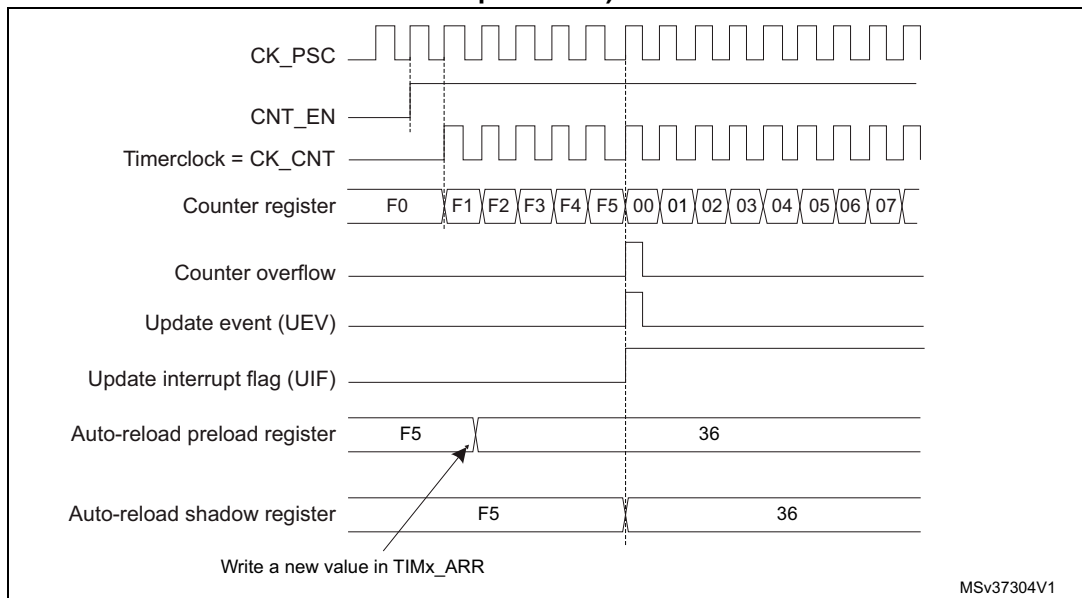 CK_PSC
CNT_EN
Timerclock = CK_CNT
Counter register F0 F1 F2 F3 F4 F5 00 01 02 03 04 05 06 07
Counter overflow
Update event (UEV)
Update interrupt flag (UIF)
Auto-reload preload register F5 36
Auto-reload shadow register F5 36
Write a new value in TIMx_ARR
MSv37304V1